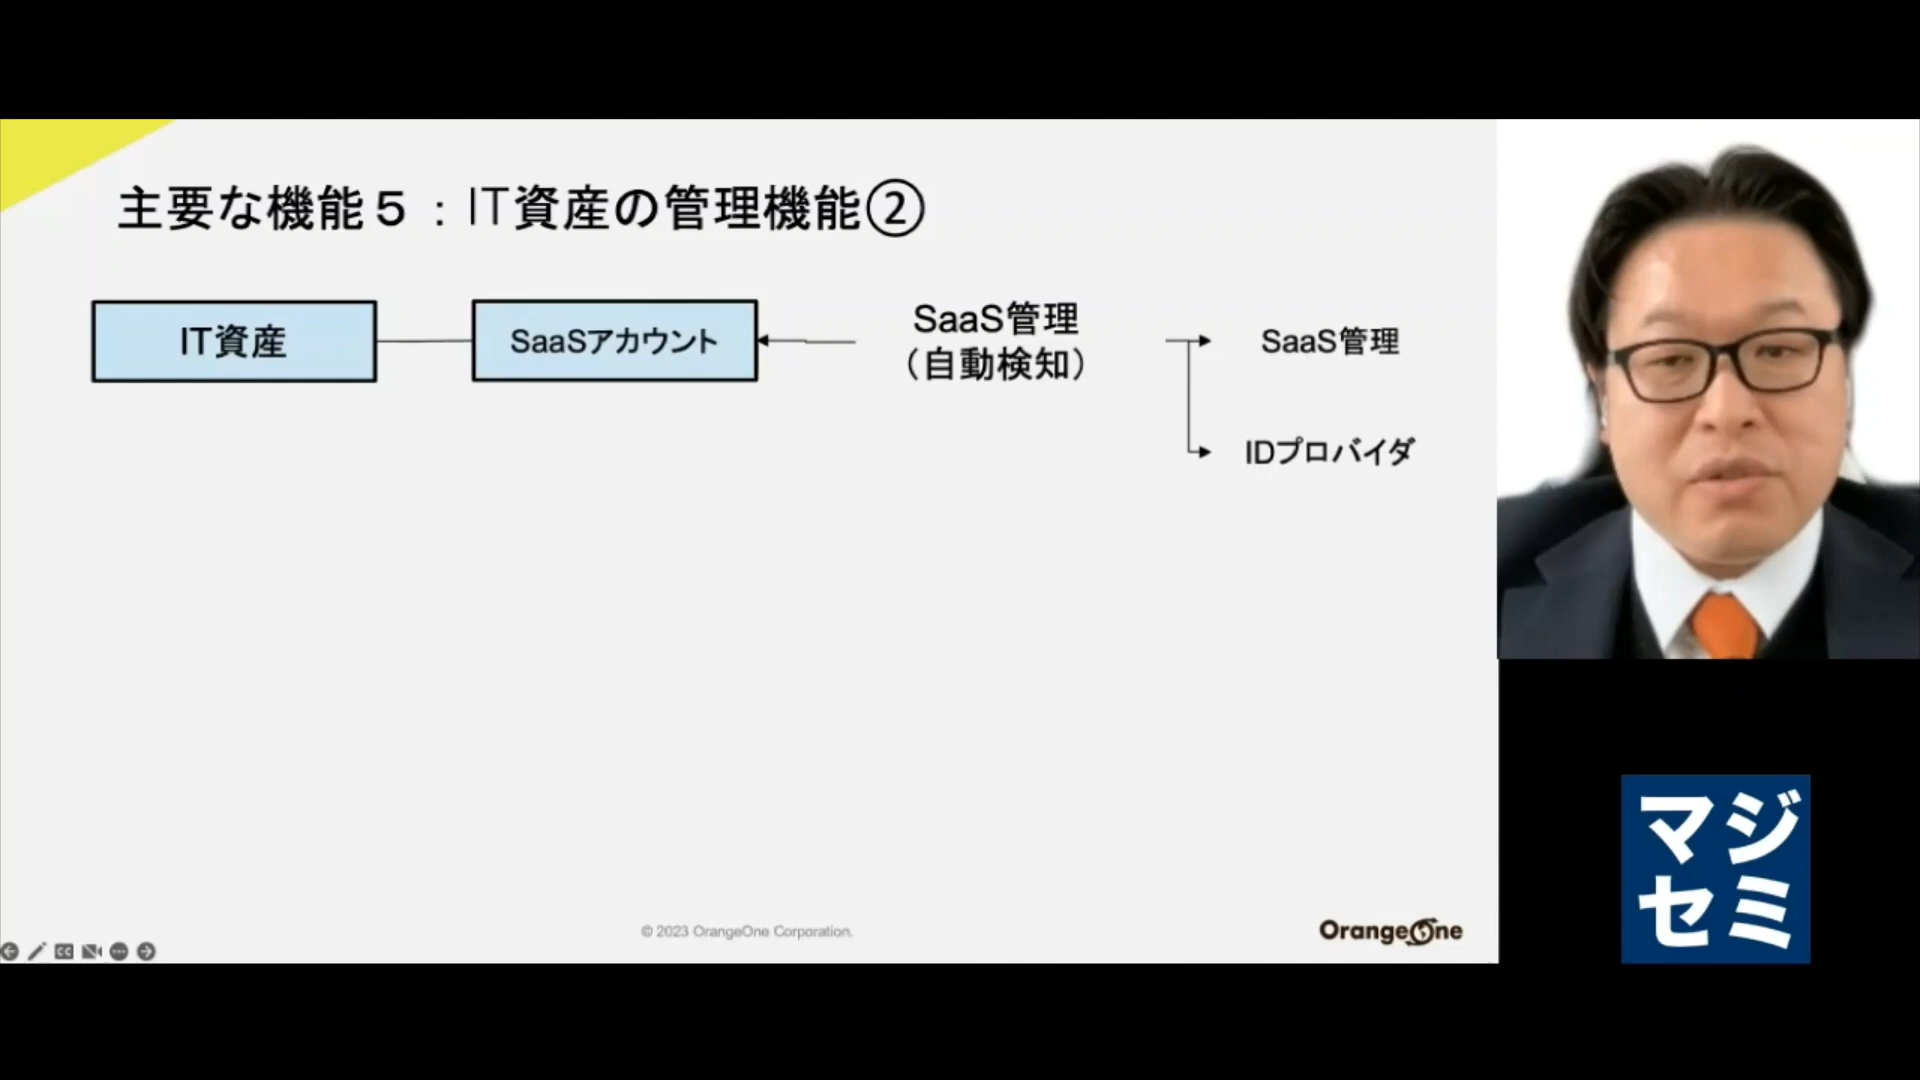 主要な機能５：IT資産の管理機能②
IT資産
SaaSアカウント
SaaS管理
（自動検知）
SaaS管理
IDプロバイダ
© 2023 OrangeOne Corporation.
OrangeOne
CC
マジ
セミ